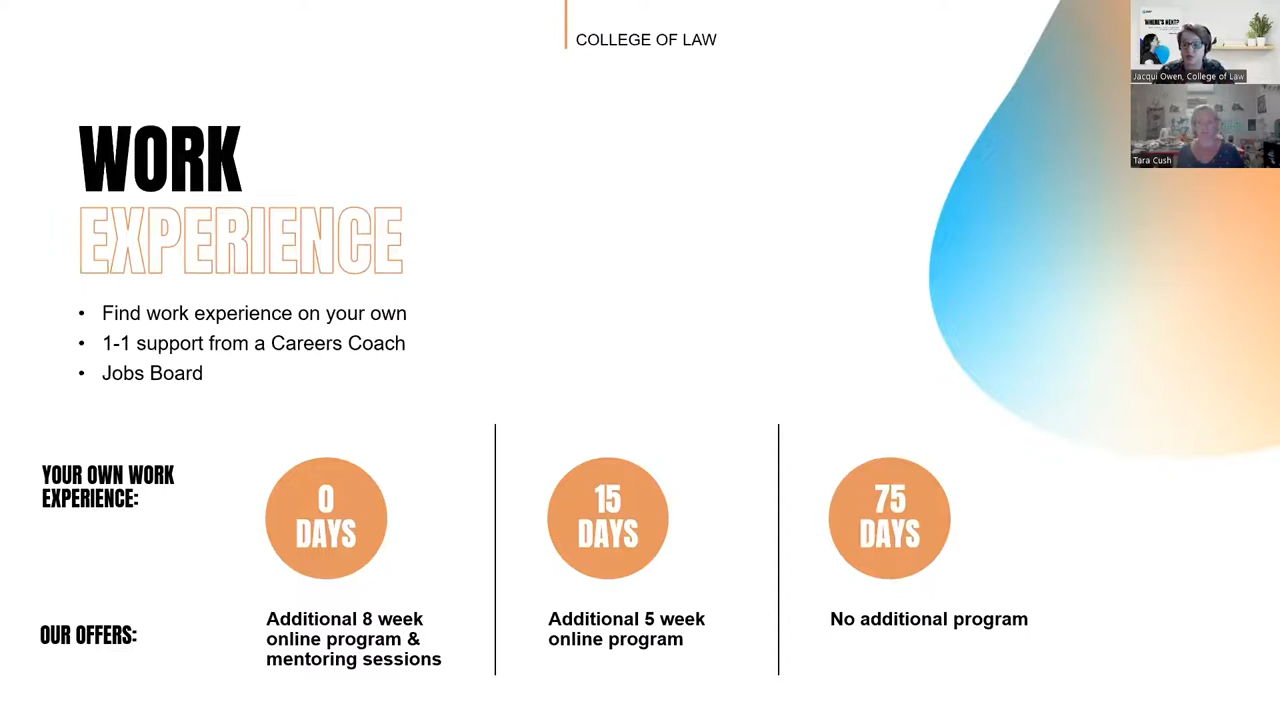 COLLEGE OF LAW
WHERE'S NEXT?
Jacqui Owen, College of Law
Tara Cush
WORK
EXPERIENCE
• Find work experience on your own
• 1-1 support from a Careers Coach
• Jobs Board
YOUR OWN WORK
EXPERIENCE:
0
DAYS
15
DAYS
75
DAYS
OUR OFFERS:
Additional 8 week
online program &
mentoring sessions
Additional 5 week
online program
No additional program